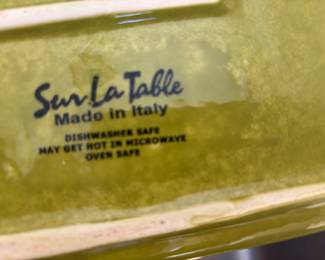 Sur La Table
Made in Italy
DISHWASHER SAFE
MAY GET HOT IN MICROWAVE
OVEN SAFE